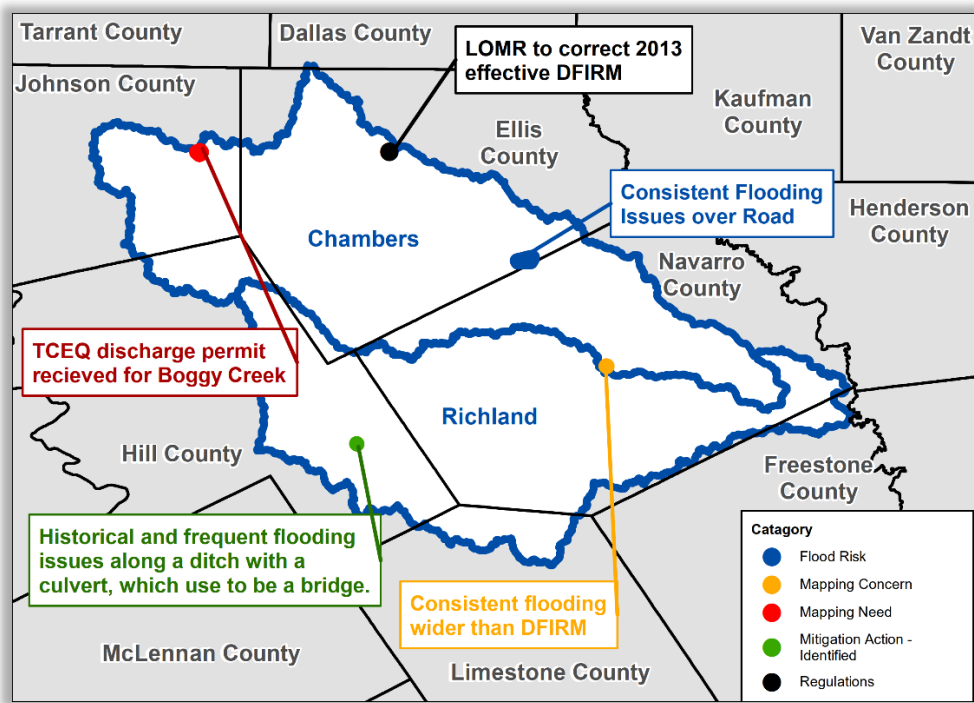 Tarrant County
Dallas County
Van Zandt
County
Johnson County
LOMR to correct 2013
effective DFIRM
Kaufman
County
Ellis
County
Consistent Flooding
Issues over Road
Henderson
County
Chambers
Navarro
County
TCEQ discharge permit
recieved for Boggy Creek
Richland
Hill County
Freestone
County
Historical and frequent flooding
issues along a ditch with a
culvert, which use to be a bridge.
Consistent flooding
wider than DFIRM
McLennan County
Limestone County
Catagory
Flood Risk
Mapping Concern
Mapping Need
Mitigation Action -
Identified
Regulations